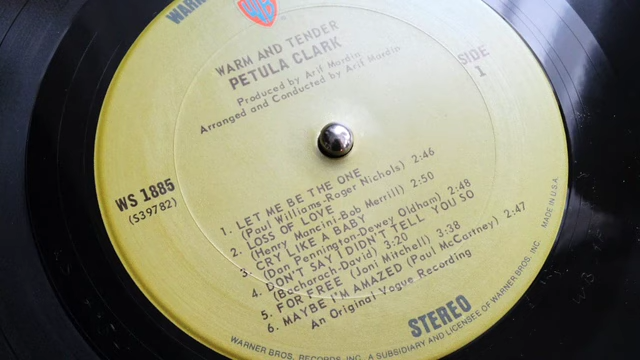 WARM AND TENDER
PETULA CLARK
Produced by Arif Mardin
Arranged and Conducted by Arif Mardin
SIDE
1
WS 1885
(S39782)
1. LET ME BE THE ONE
(Paul Williams-Roger Nichols) 2:46
2. LOSS OF LOVE
(Henry Mancini-Bob Merrill) 2:50
3. CRY LIKE A BABY
(Dan Pennington-Dewey Oldham) 2:48
4. DON'T SAY I DIDN'T TELL YOU SO
(Bacharach-David) 3:20
5. FOR FREE (Joni Mitchell) 3:38
6. MAYBE I'M AMAZED (Paul McCartney) 2:47
An Original Vogue Recording
STEREO
WARNER BROS. RECORDS INC. A SUBSIDIARY AND LICENSEE OF WARNER BROS. INC. MADE IN U.S.A.